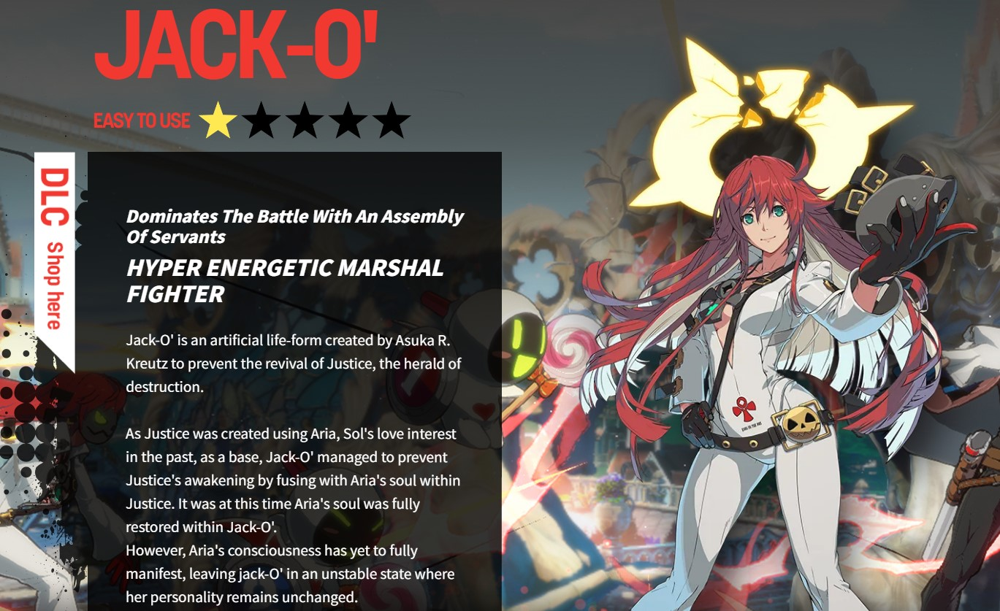 JACK-O'
EASY TO USE
DLC Shop here
Dominates The Battle With An Assembly
Of Servants
HYPER ENERGETIC MARSHAL
FIGHTER
Jack-O' is an artificial life-form created by Asuka R.
Kreutz to prevent the revival of Justice, the herald of
destruction.
As Justice was created using Aria, Sol's love interest
in the past, as a base, Jack-O' managed to prevent
Justice's awakening by fusing with Aria's soul within
Justice. It was at this time Aria's soul was fully
restored within Jack-O'.
However, Aria's consciousness has yet to fully
manifest, leaving jack-O' in an unstable state where
her personality remains unchanged.